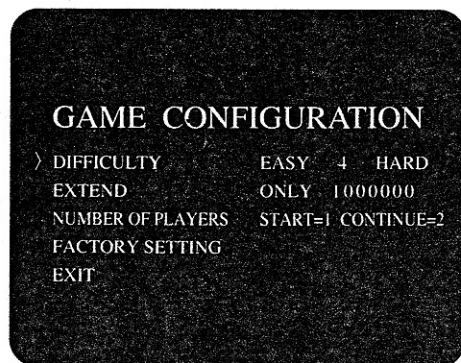 GAME CONFIGURATION
〉DIFFICULTY EASY 4 HARD
EXTEND ONLY 1000000
NUMBER OF PLAYERS START=1 CONTINUE=2
FACTORY SETTING
EXIT